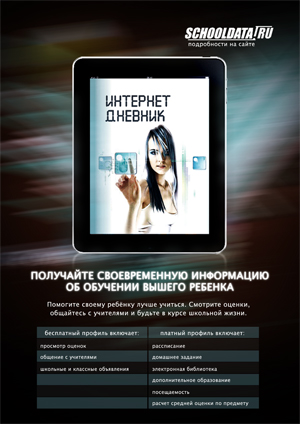 SCHOOLDATA.RU
подробности на сайте
ИНТЕРНЕТ
ДНЕВНИК
ПОЛУЧАЙТЕ СВОЕВРЕМЕННУЮ ИНФОРМАЦИЮ
ОБ ОБУЧЕНИИ ВЫШЕГО РЕБЕНКА
Помогите своему ребёнку лучше учиться. Смотрите оценки,
общайтесь с учителями и будьте в курсе школьной жизни.
бесплатный профиль включает:
просмотр оценок
общение с учителями
школьные и классные объявления
платный профиль включает:
рассписание
домашнее задание
электронная библиотека
дополнительное образование
посещаемость
расчет средней оценки по предмету